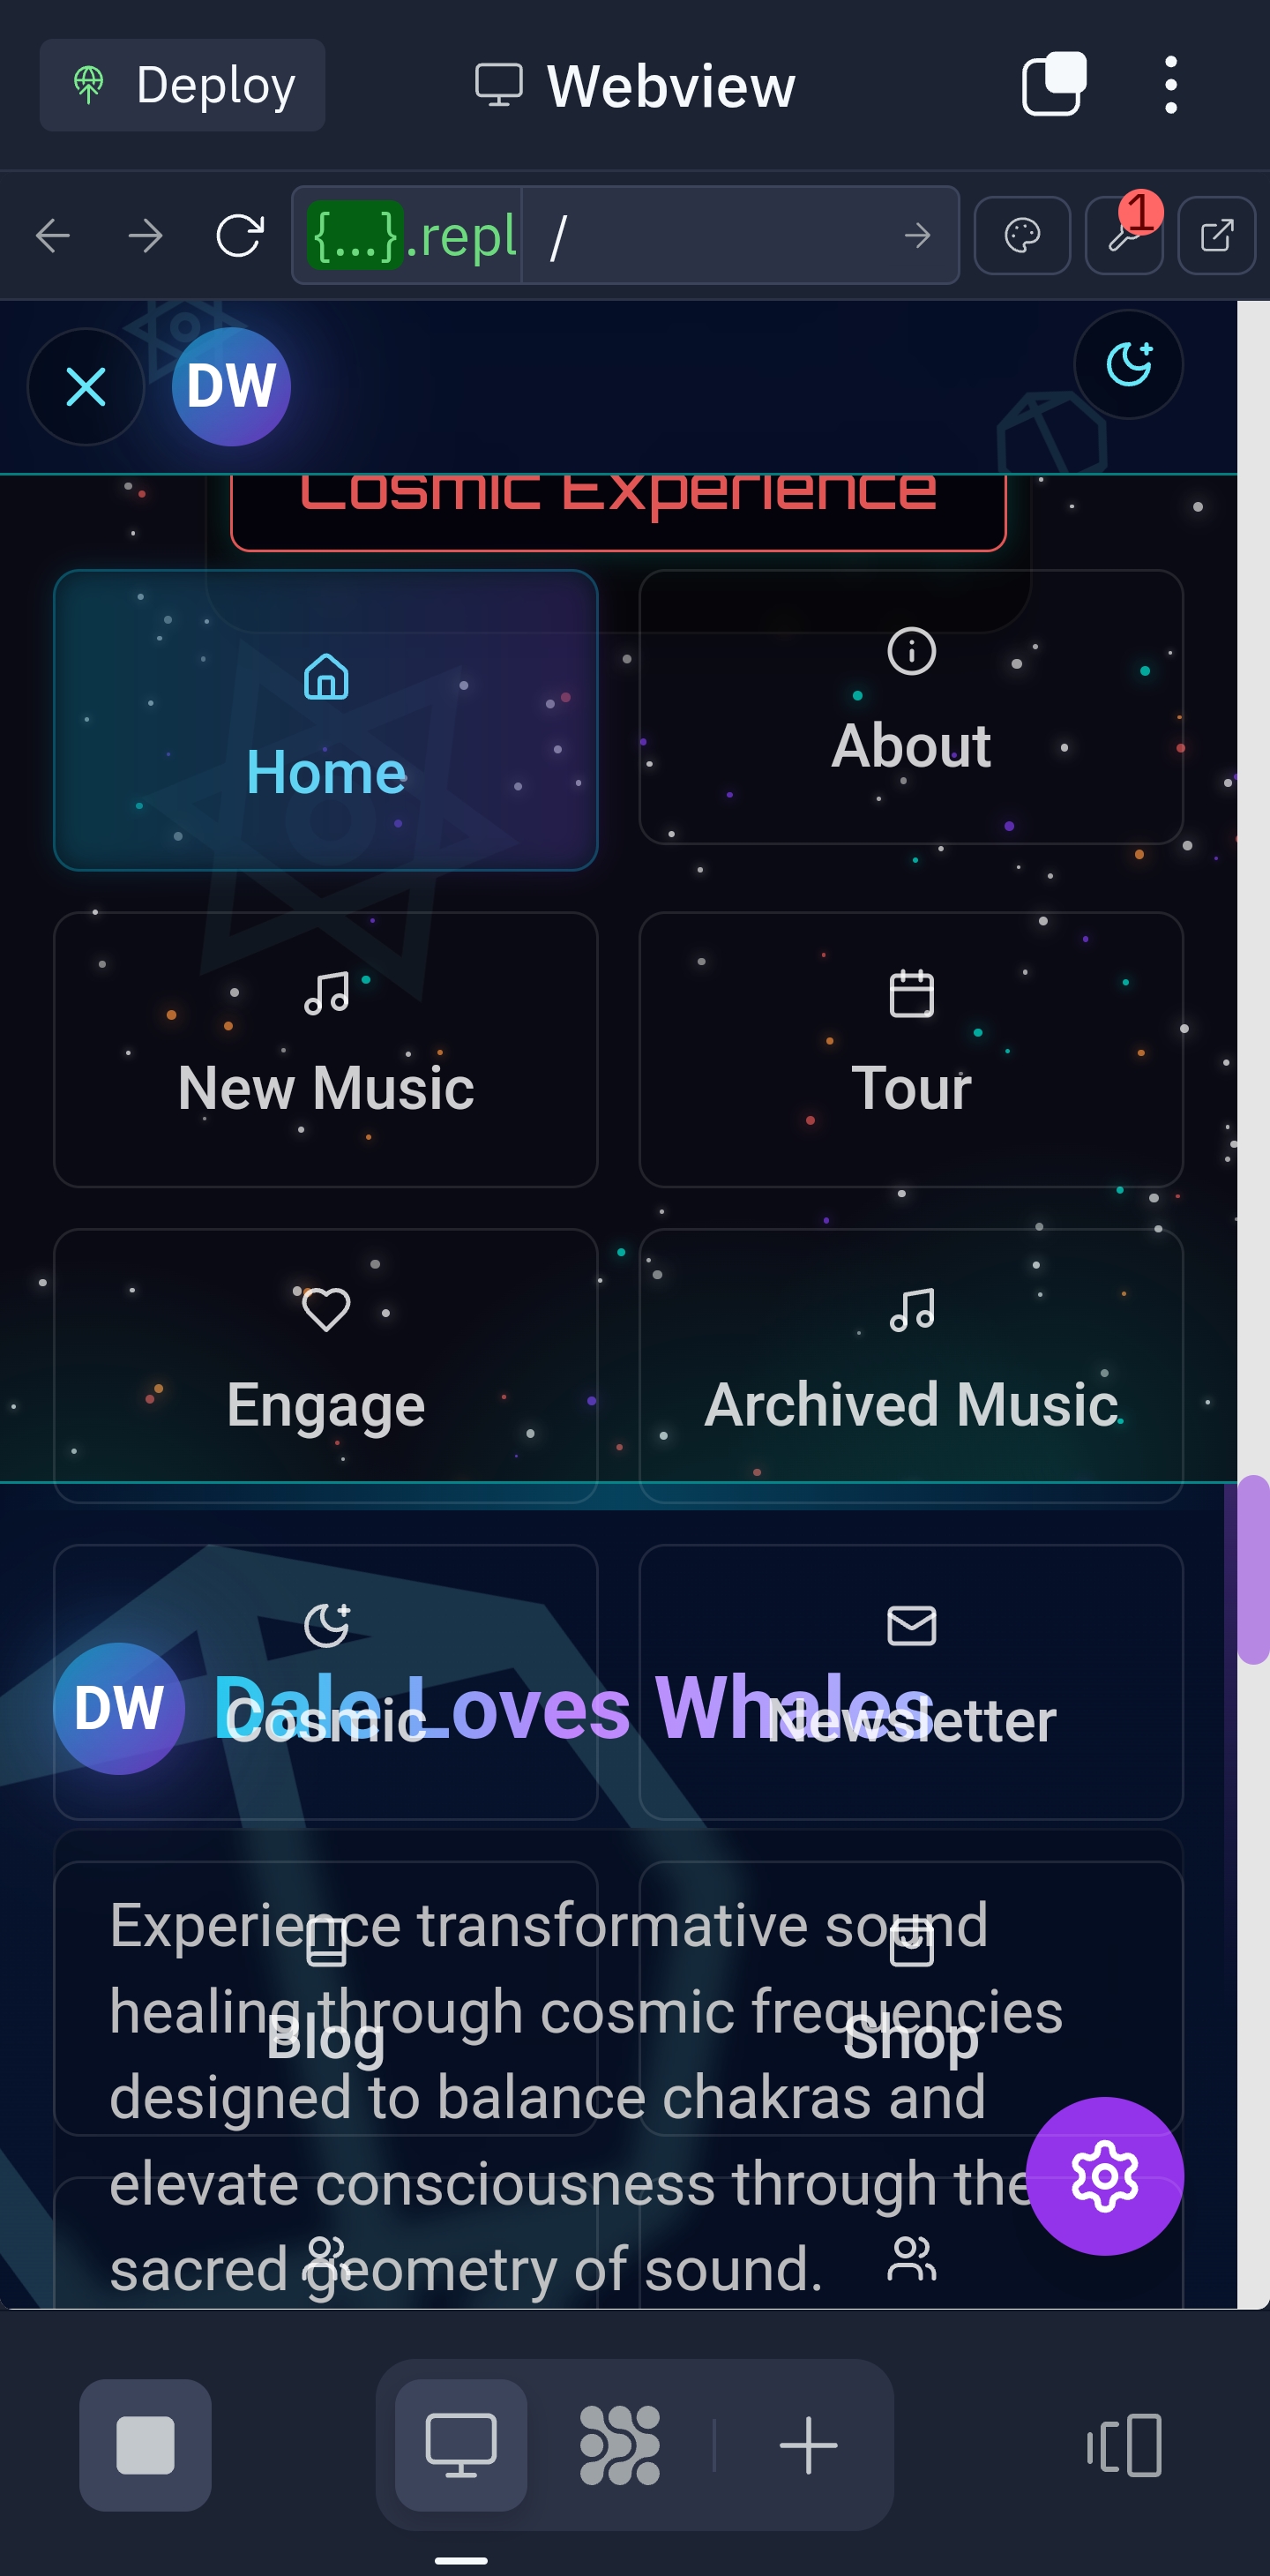 Deploy
Webview
{...}.repl /
1
DW
Cosmic Experience
Home
About
New Music
Tour
Engage
Archived Music
DW
Dale Loves Whales
Cosmic
Newsletter
Experience transformative sound
healing through cosmic frequencies
Blog
Shop
designed to balance chakras and
elevate consciousness through the
sacred geometry of sound.